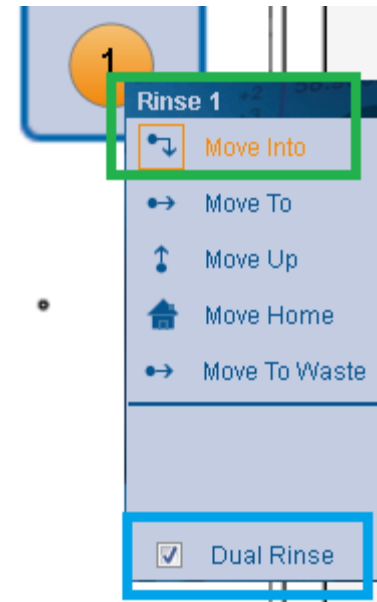 1
Rinse 1
Move Into
Move To
Move Up
Move Home
Move To Waste
Dual Rinse